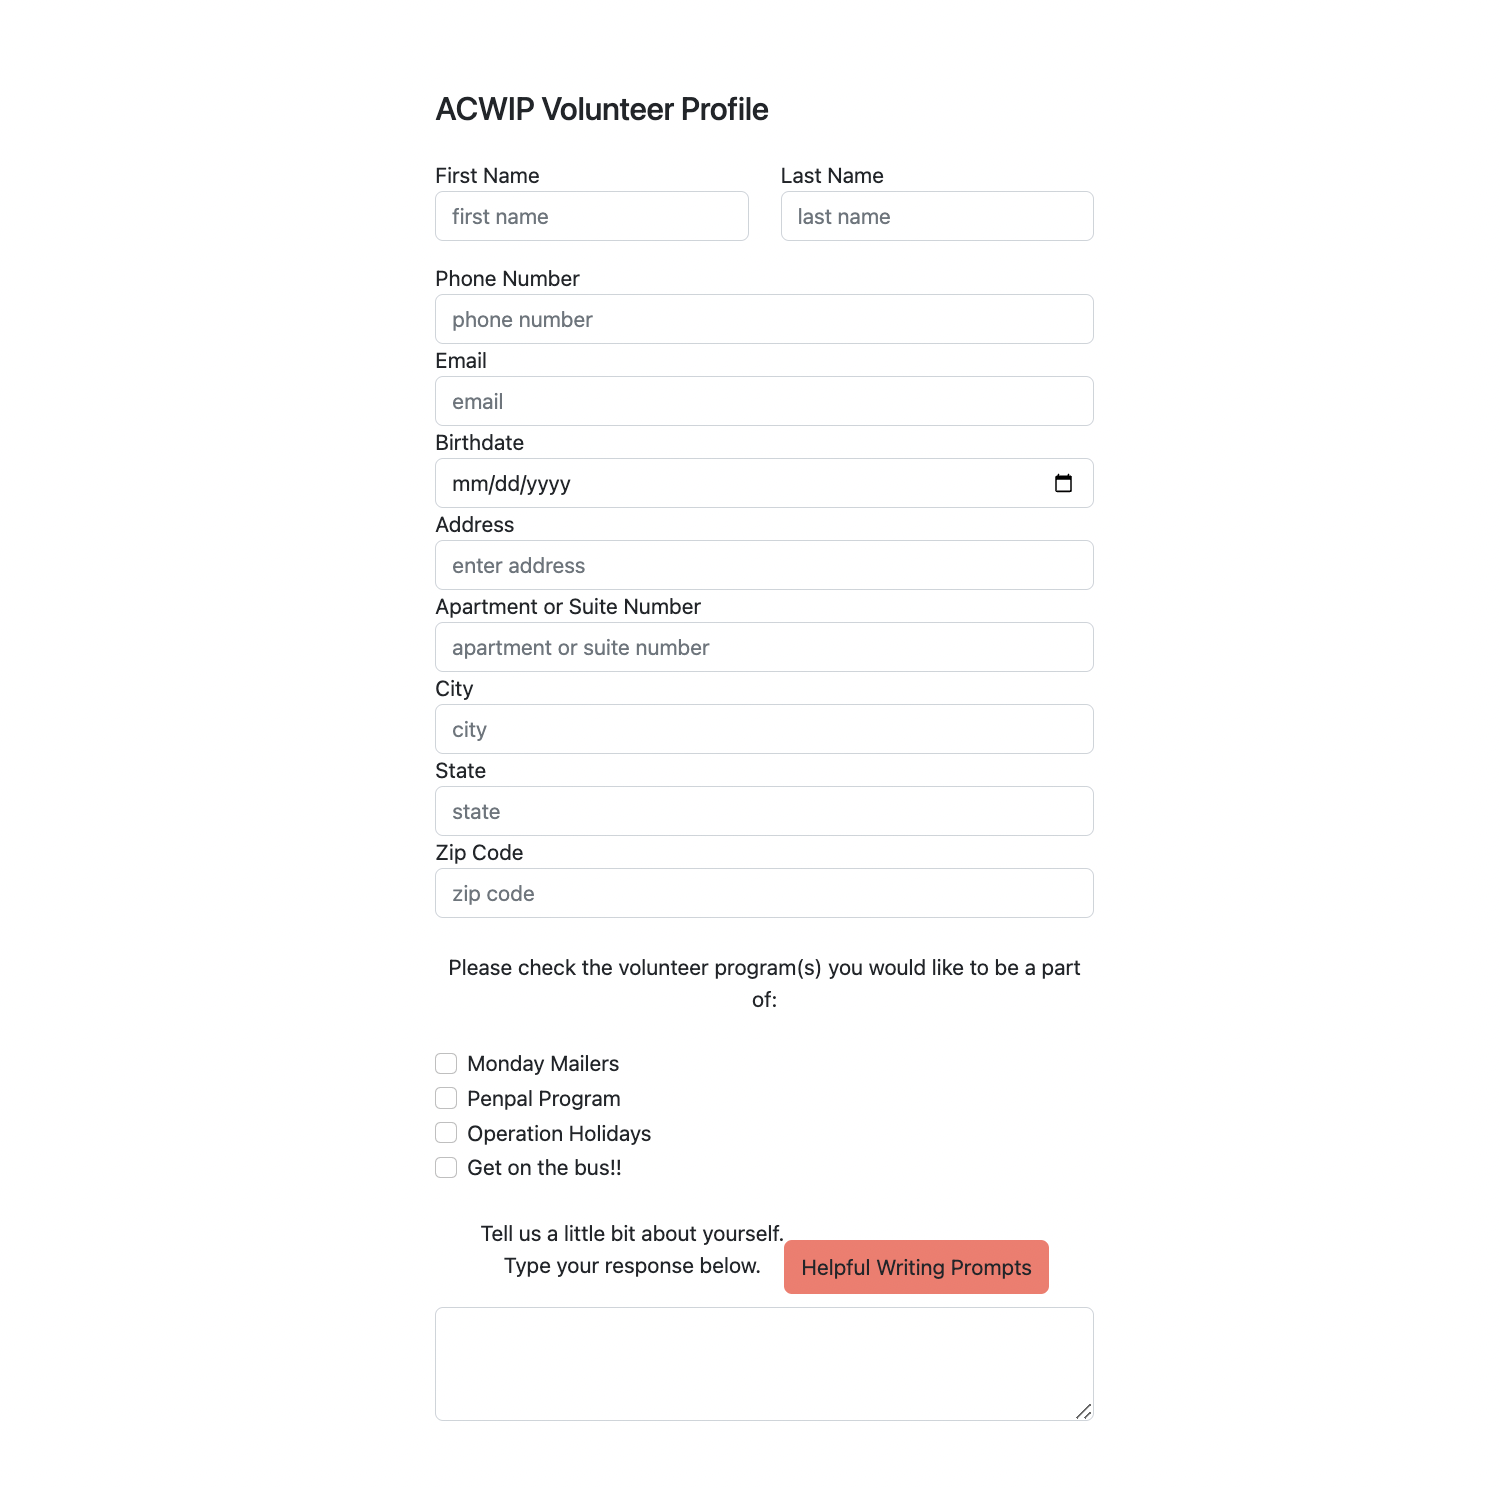 ACWIP Volunteer Profile
First Name
Last Name
first name
last name
Phone Number
phone number
Email
email
Birthdate
mm/dd/yyyy
Address
enter address
Apartment or Suite Number
apartment or suite number
City
city
State
state
Zip Code
zip code
Please check the volunteer program(s) you would like to be a part
of:
Monday Mailers
Penpal Program
Operation Holidays
Get on the bus!!
Tell us a little bit about yourself.
Type your response below.
Helpful Writing Prompts